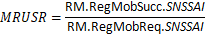 MRUSR = RM.RegMobSucc.SNSSAI
RM.RegMobReq.SNSSAI